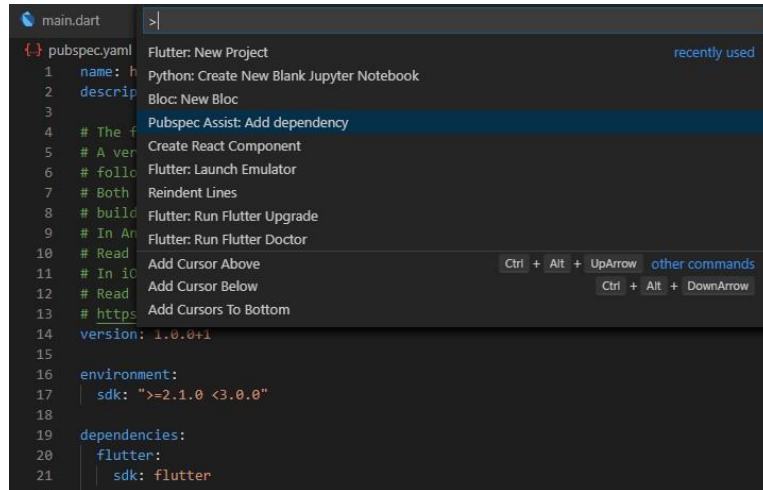 main.dart
>
{..} pubspec.yaml
Flutter: New Project recently used
Python: Create New Blank Jupyter Notebook
Bloc: New Bloc
Pubspec Assist: Add dependency
Create React Component
Flutter: Launch Emulator
Reindent Lines
Flutter: Run Flutter Upgrade
Flutter: Run Flutter Doctor
Add Cursor Above Ctrl + Alt + UpArrow other commands
Add Cursor Below Ctrl + Alt + DownArrow
Add Cursors To Bottom
1 name: h
2 descrip
3
4 # The f
5 # A ver
6 # follo
7 # Both
8 # build
9 # In An
10 # Read
11 # In iO
12 # Read
13 # https
14 version: 1.0.0+1
15
16 environment:
17 sdk: ">=2.1.0 <3.0.0"
18
19 dependencies:
20 flutter:
21 sdk: flutter